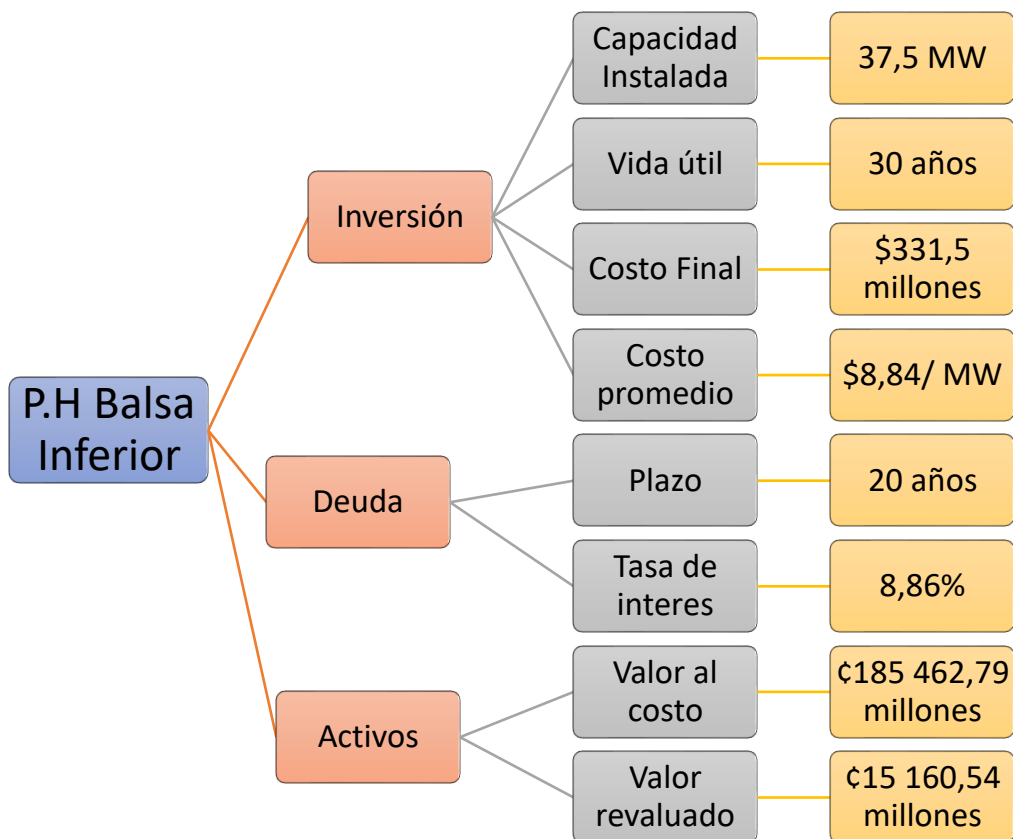 P.H Balsa
Inferior
Inversión
Capacidad
Instalada
37,5 MW
Vida útil
30 años
Costo Final
$331,5
millones
Costo
promedio
$8,84/ MW
Deuda
Plazo
20 años
Tasa de
interes
8,86%
Activos
Valor al
costo
¢185 462,79
millones
Valor
revaluado
¢15 160,54
millones